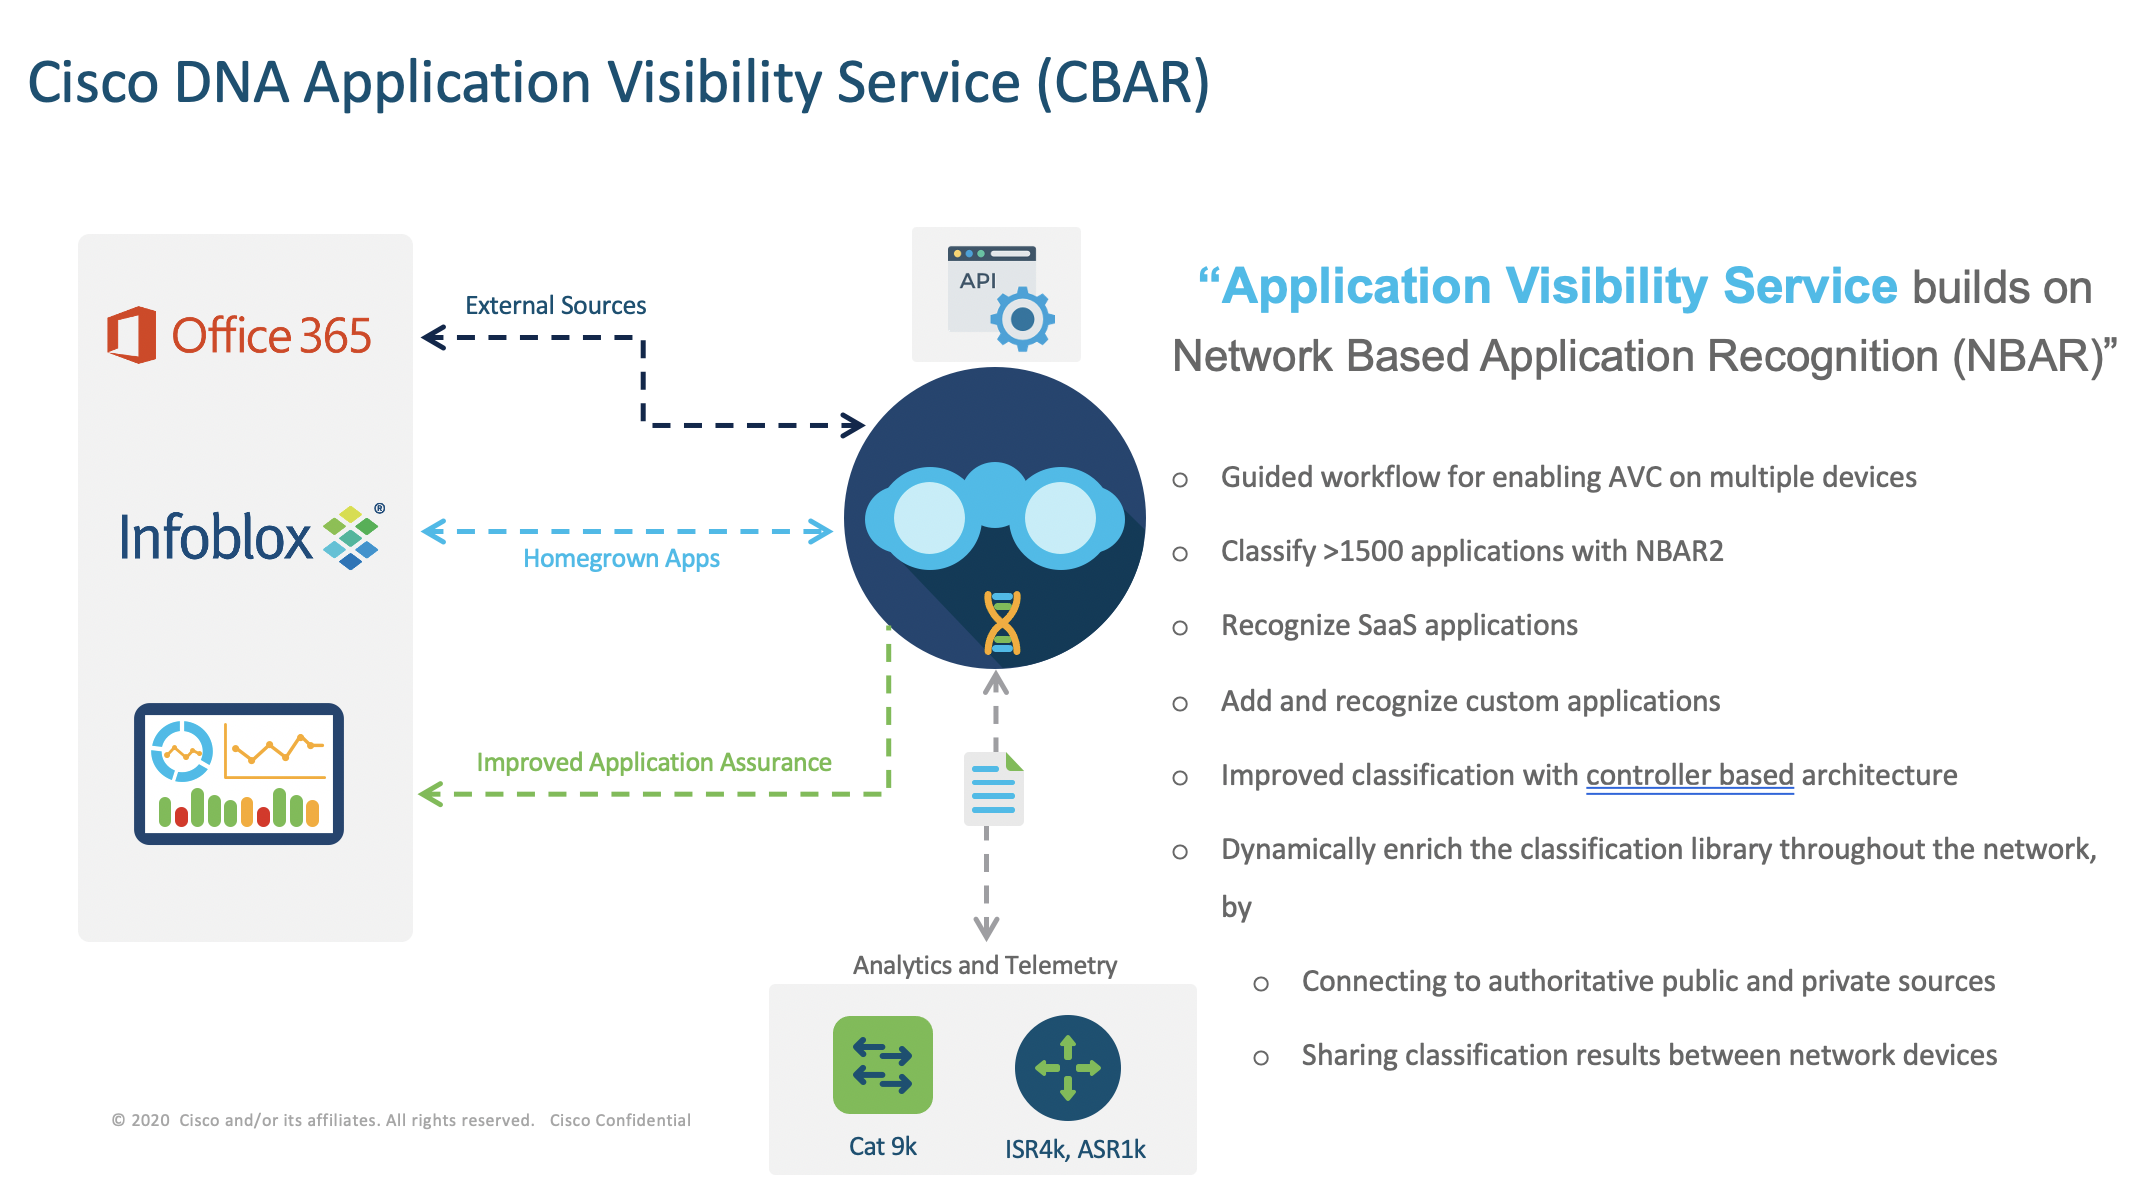 Cisco DNA Application Visibility Service (CBAR)
Office 365
External Sources
API
Infoblox®
Homegrown Apps
Improved Application Assurance
Analytics and Telemetry
Cat 9k
ISR4k, ASR1k
“Application Visibility Service builds on
Network Based Application Recognition (NBAR)”
○ Guided workflow for enabling AVC on multiple devices
○ Classify >1500 applications with NBAR2
○ Recognize SaaS applications
○ Add and recognize custom applications
○ Improved classification with controller based architecture
○ Dynamically enrich the classification library throughout the network,
by
○ Connecting to authoritative public and private sources
○ Sharing classification results between network devices
© 2020 Cisco and/or its affiliates. All rights reserved. Cisco Confidential